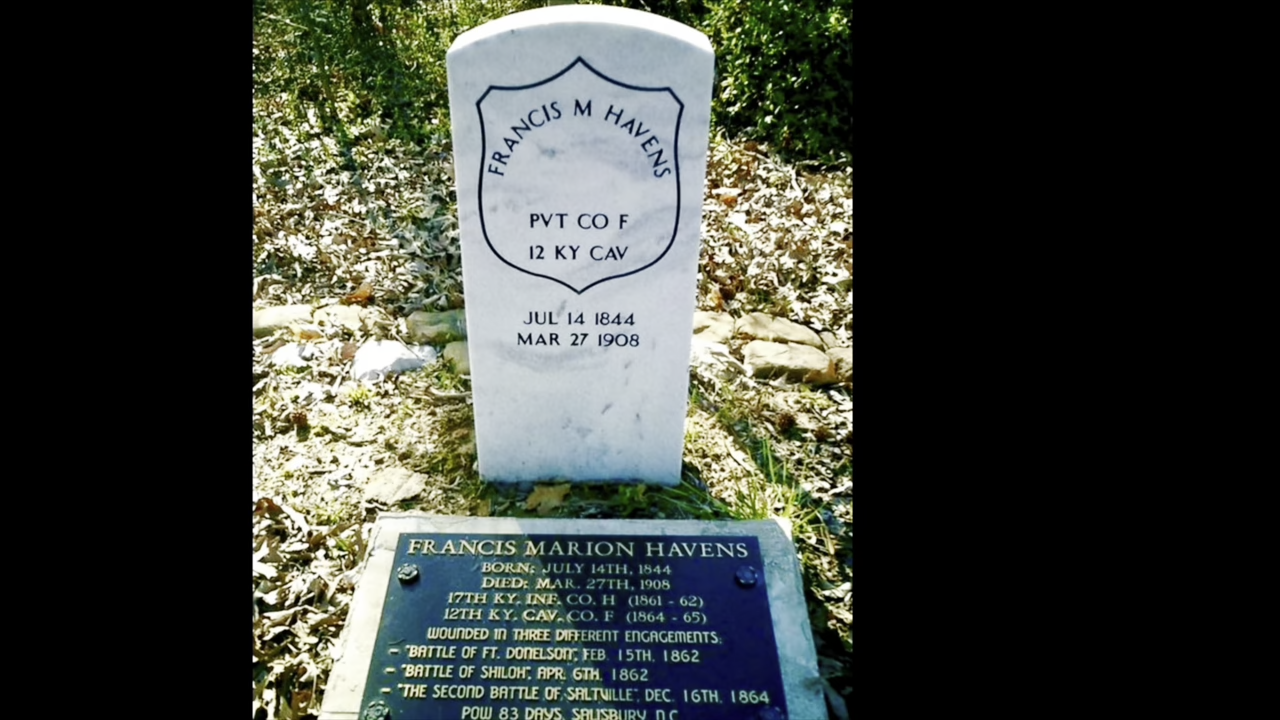 FRANCIS M HAVENS
PVT CO F
12 KY CAV
JUL 14 1844
MAR 27 1908
FRANCIS MARION HAVENS
BORN: JULY 14TH, 1844
DIED: MAR. 27TH, 1908
17TH KY. INF. CO. H (1861 - 62)
12TH KY. CAV. CO. F (1864 - 65)
WOUNDED IN THREE DIFFERENT ENGAGEMENTS:
- "BATTLE OF FT. DONELSON", FEB. 15TH, 1862
- "BATTLE OF SHILOH", APR. 6TH, 1862
- "THE SECOND BATTLE OF SALTVILLE", DEC. 16TH, 1864
POW 83 DAYS, SALISBURY, N.C.